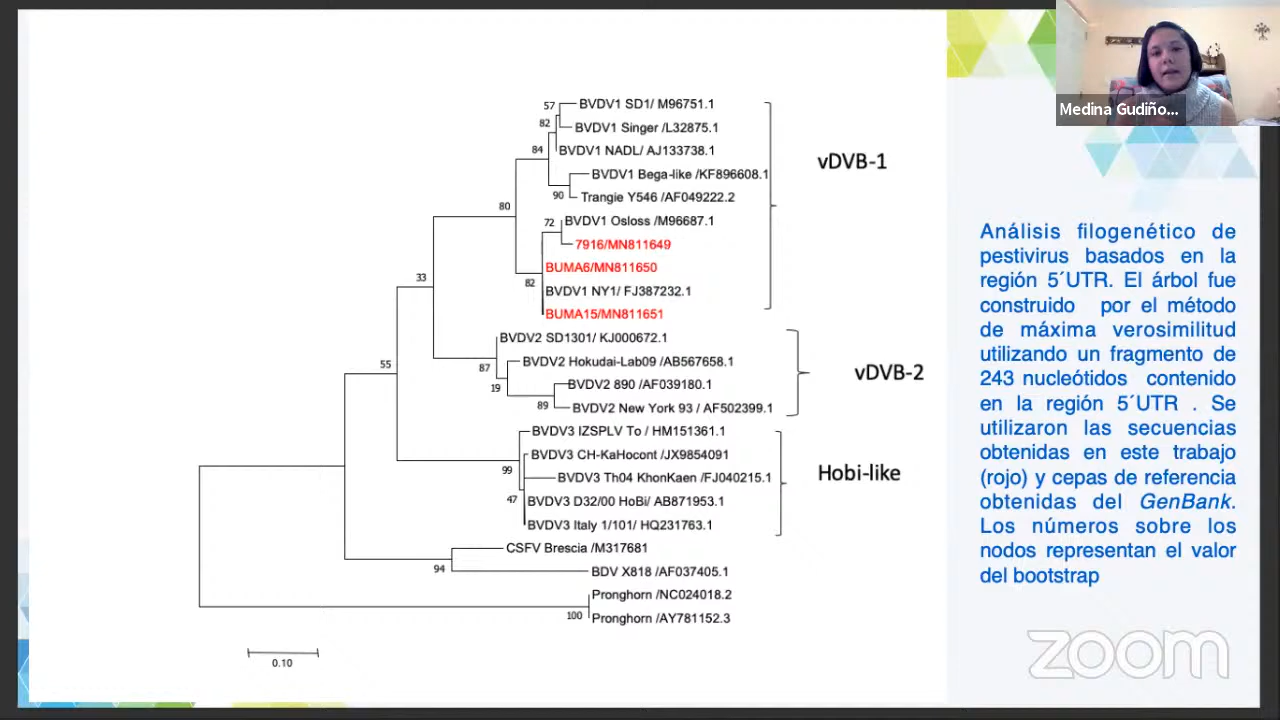 Medina Gudiño...
57
BVDV1 SD1/ M96751.1
82
BVDV1 Singer /L32875.1
84
BVDV1 NADL/ AJ133738.1
vDVB-1
BVDV1 Bega-like /KF896608.1
90
Trangie Y546 /AF049222.2
80
72
BVDV1 Osloss /M96687.1
7916/MN811649
BUMA6/MN811650
33
82
BVDV1 NY1/ FJ387232.1
BUMA15/MN811651
BVDV2 SD1301/ KJ000672.1
55
87
BVDV2 Hokudai-Lab09 /AB567658.1
vDVB-2
19
BVDV2 890 /AF039180.1
89
BVDV2 New York 93 / AF502399.1
BVDV3 IZSPLV To / HM151361.1
BVDV3 CH-KaHocont /JX9854091
99
BVDV3 Th04 KhonKaen /FJ040215.1
Hobi-like
47
BVDV3 D32/00 HoBi/ AB871953.1
BVDV3 Italy 1/101/ HQ231763.1
CSFV Brescia /M317681
94
BDV X818 /AF037405.1
Pronghorn /NC024018.2
100
Pronghorn /AY781152.3
0.10
Análisis filogenético de
pestivirus basados en la
región 5´UTR. El árbol fue
construido por el método
de máxima verosimilitud
utilizando un fragmento de
243 nucleótidos contenido
en la región 5´UTR . Se
utilizaron las secuencias
obtenidas en este trabajo
(rojo) y cepas de referencia
obtenidas del GenBank.
Los números sobre los
nodos representan el valor
del bootstrap
zoom